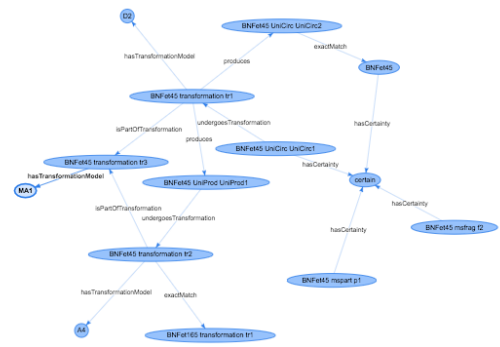 D2
BNFet45 UniCirc UniCirc2
hasTransformationModel
exactMatch
produces
BNFet45
BNFet45 transformation tr1
undergoesTransformation
hasCertainty
isPartOfTransformation
produces
BNFet45 UniCirc UniCirc1
BNFet45 transformation tr3
hasCertainty
hasTransformationModel
BNFet45 UniProd UniProd1
certain
MA1
isPartOfTransformation
undergoesTransformation
hasCertainty
BNFet45 msfrag f2
hasCertainty
BNFet45 transformation tr2
BNFet45 mspart p1
hasTransformationModel
exactMatch
A4
BNFet165 transformation tr1